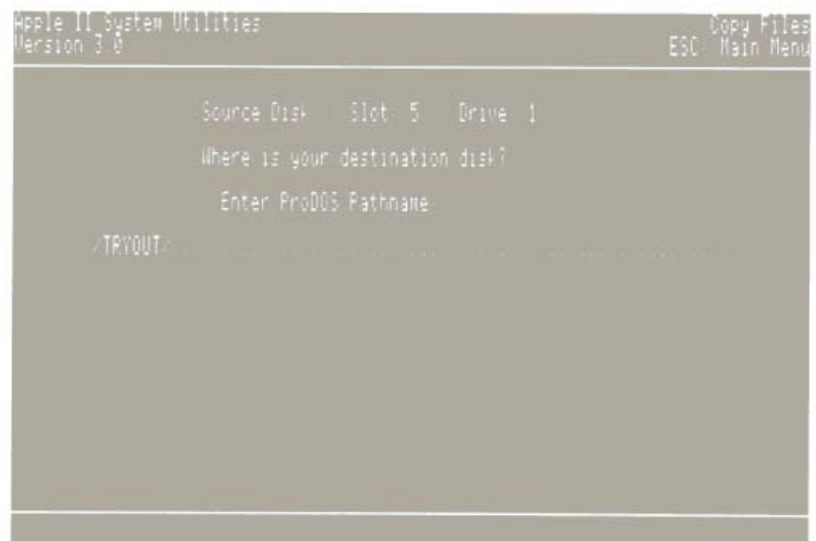 Apple II System Utilities
Copy Files
Version 3.0
ESC: Main Menu
Source Disk: Slot 5 Drive 1
Where is your destination disk?
Enter ProDOS Pathname
/TRYOUT/